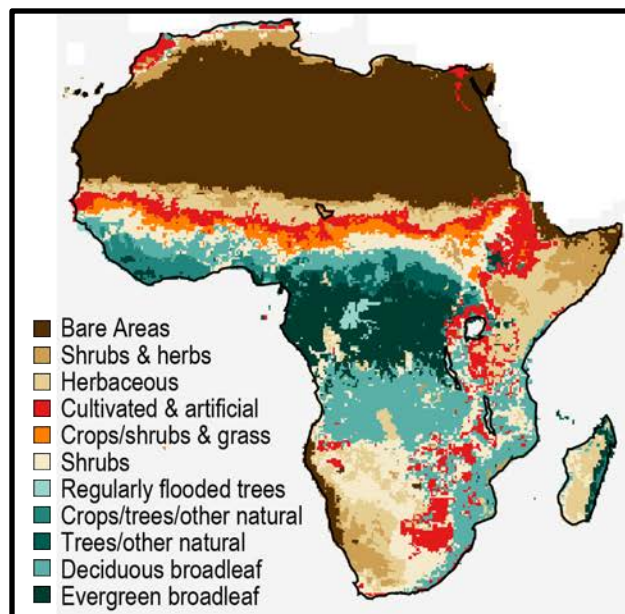 Bare Areas
Shrubs & herbs
Herbaceous
Cultivated & artificial
Crops/shrubs & grass
Shrubs
Regularly flooded trees
Crops/trees/other natural
Trees/other natural
Deciduous broadleaf
Evergreen broadleaf